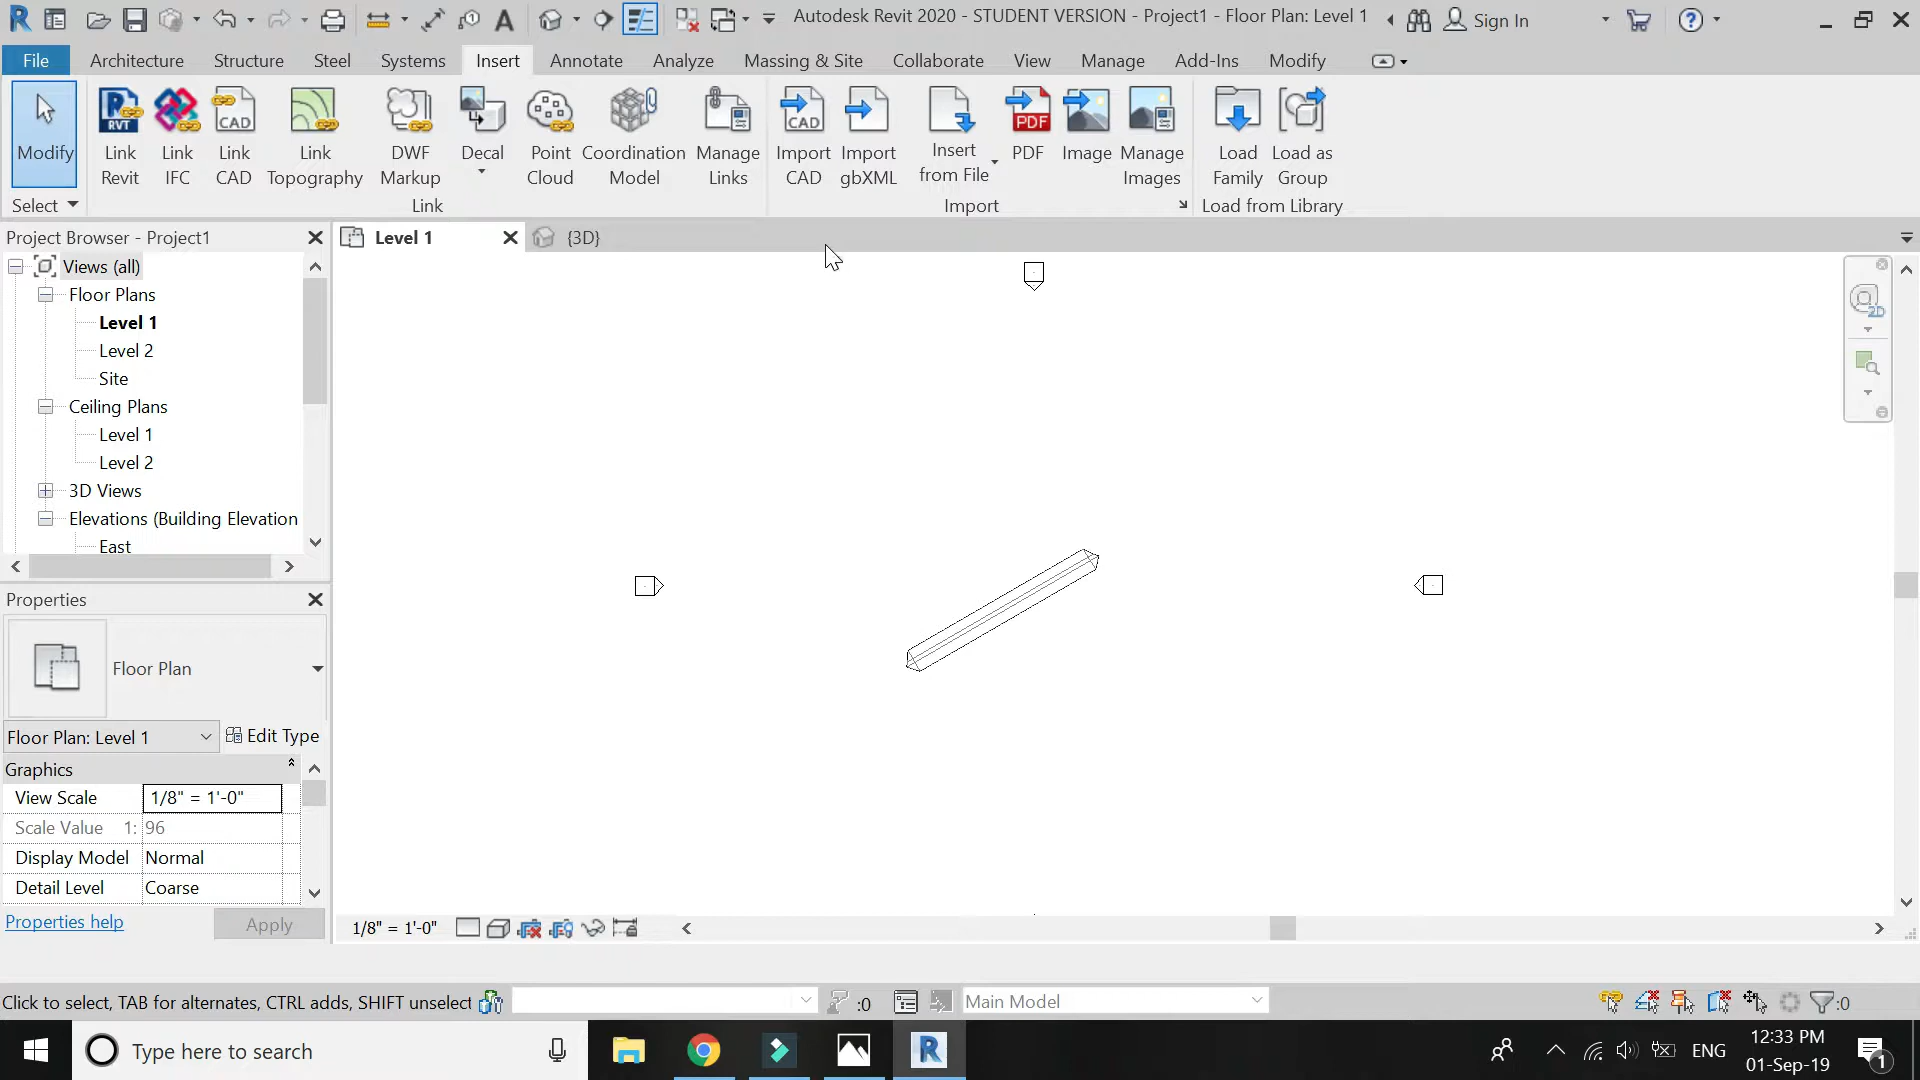 Autodesk Revit 2020 - STUDENT VERSION - Project1 - Floor Plan: Level 1
Sign In
File
Architecture
Structure
Steel
Systems
Insert
Annotate
Analyze
Massing & Site
Collaborate
View
Manage
Add-Ins
Modify
Modify
Link
Revit
Link
IFC
Link
CAD
Link
Topography
DWF
Markup
Decal
Point
Cloud
Coordination
Model
Manage
Links
Import
CAD
Import
gbXML
Insert
from File
PDF
Image
Manage
Images
Load
Family
Load as
Group
Select
Link
Import
Load from Library
Project Browser - Project1
Level 1
{3D}
Views (all)
Floor Plans
Level 1
Level 2
Site
Ceiling Plans
Level 1
Level 2
3D Views
Elevations (Building Elevation
East
Properties
Floor Plan
Floor Plan: Level 1
Edit Type
Graphics
View Scale
1/8" = 1'-0"
Scale Value 1:
96
Display Model
Normal
Detail Level
Coarse
Properties help
Apply
1/8" = 1'-0"
Click to select, TAB for alternates, CTRL adds, SHIFT unselect
:0
Main Model
:0
Type here to search
ENG
12:33 PM
01-Sep-19
1